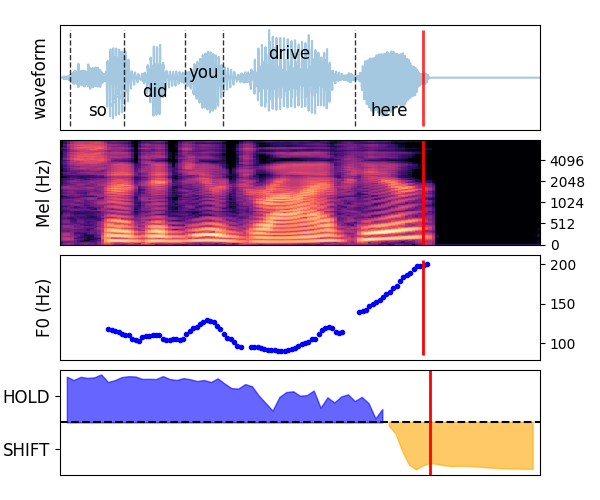 waveform
so
did
you
drive
here
Mel (Hz)
4096
2048
1024
512
0
F0 (Hz)
200
150
100
HOLD
SHIFT